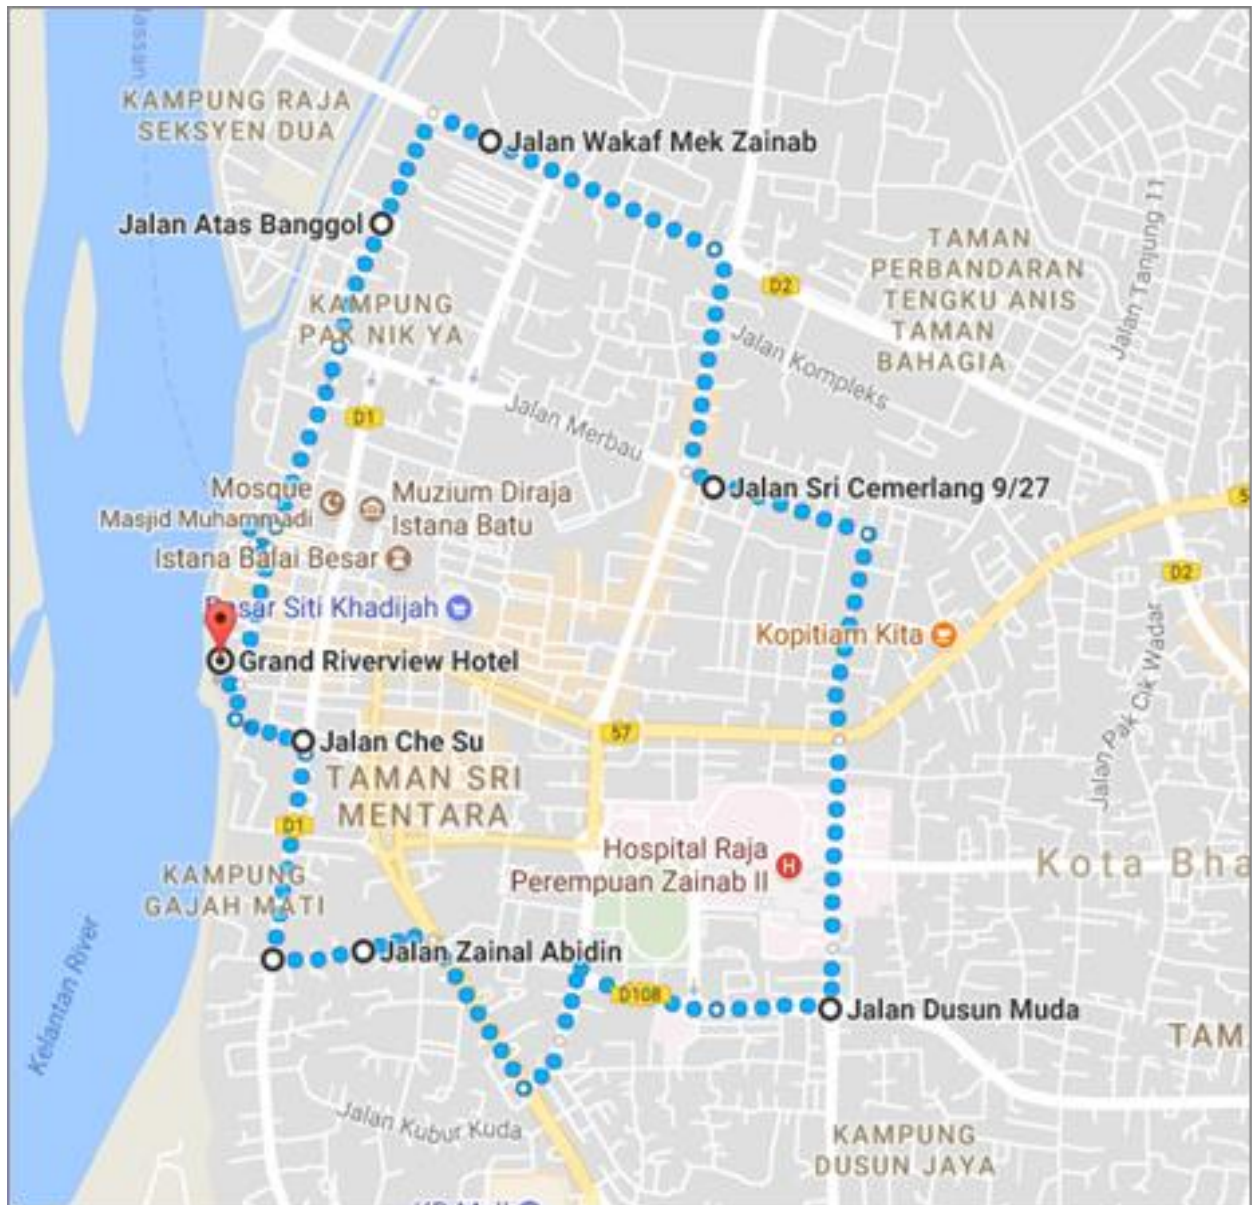 KAMPUNG RAJA
SEKSYEN DUA
Jalan Wakaf Mek Zainab
Jalan Atas Banggol
TAMAN
PERBANDARAN
TENGKU ANIS
TAMAN
BAHAGIA
Jalan Tanjung 11
D2
KAMPUNG
PAK NIK YA
Jalan Kompleks
D1
Jalan Merbau
Mosque
Masjid Muhammadi
Muzium Diraja
Istana Batu
Jalan Sri Cemerlang 9/27
Istana Balai Besar
D2
Pasar Siti Khadijah
Kopitiam Kita
Grand Riverview Hotel
Jalan Pak Cik Wadar
57
Jalan Che Su
TAMAN SRI
MENTARA
D1
Hospital Raja
Perempuan Zainab II
H
Kota Bha
KAMPUNG
GAJAH MATI
Kelantan River
Jalan Zainal Abidin
D108
Jalan Dusun Muda
TAM
Jalan Kubur Kuda
KAMPUNG
DUSUN JAYA